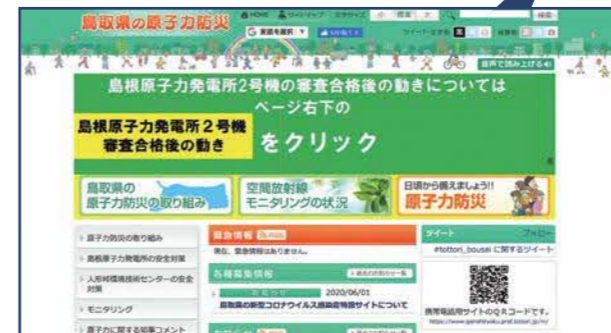 鳥取県の原子力防災
HOME サイトマップ 文字サイズ 小 標準 大 検索
G 言語を選択 ▼
音声で読み上げる
島根原子力発電所2号機の審査合格後の動きについては
ページ右下の
島根原子力発電所2号機
審査合格後の動き
をクリック
鳥取県の
原子力防災の取り組み
空間放射線
モニタリングの状況
日頃から備えましょう!!
原子力防災
原子力防災の取り組み
島根原子力発電所の安全対策
人形峠環境技術センターの安全
対策
モニタリング
原子力に関する知事コメント
緊急情報 RSS
現在、緊急情報はありません。
各種募集情報
過去のお知らせ一覧
お知らせ 2020/06/01
鳥取県の新型コロナウイルス感染症特設サイトについて
ツイート フォロー
#tottori_bousai に関するツイート
携帯電話用サイトのQRコードです。